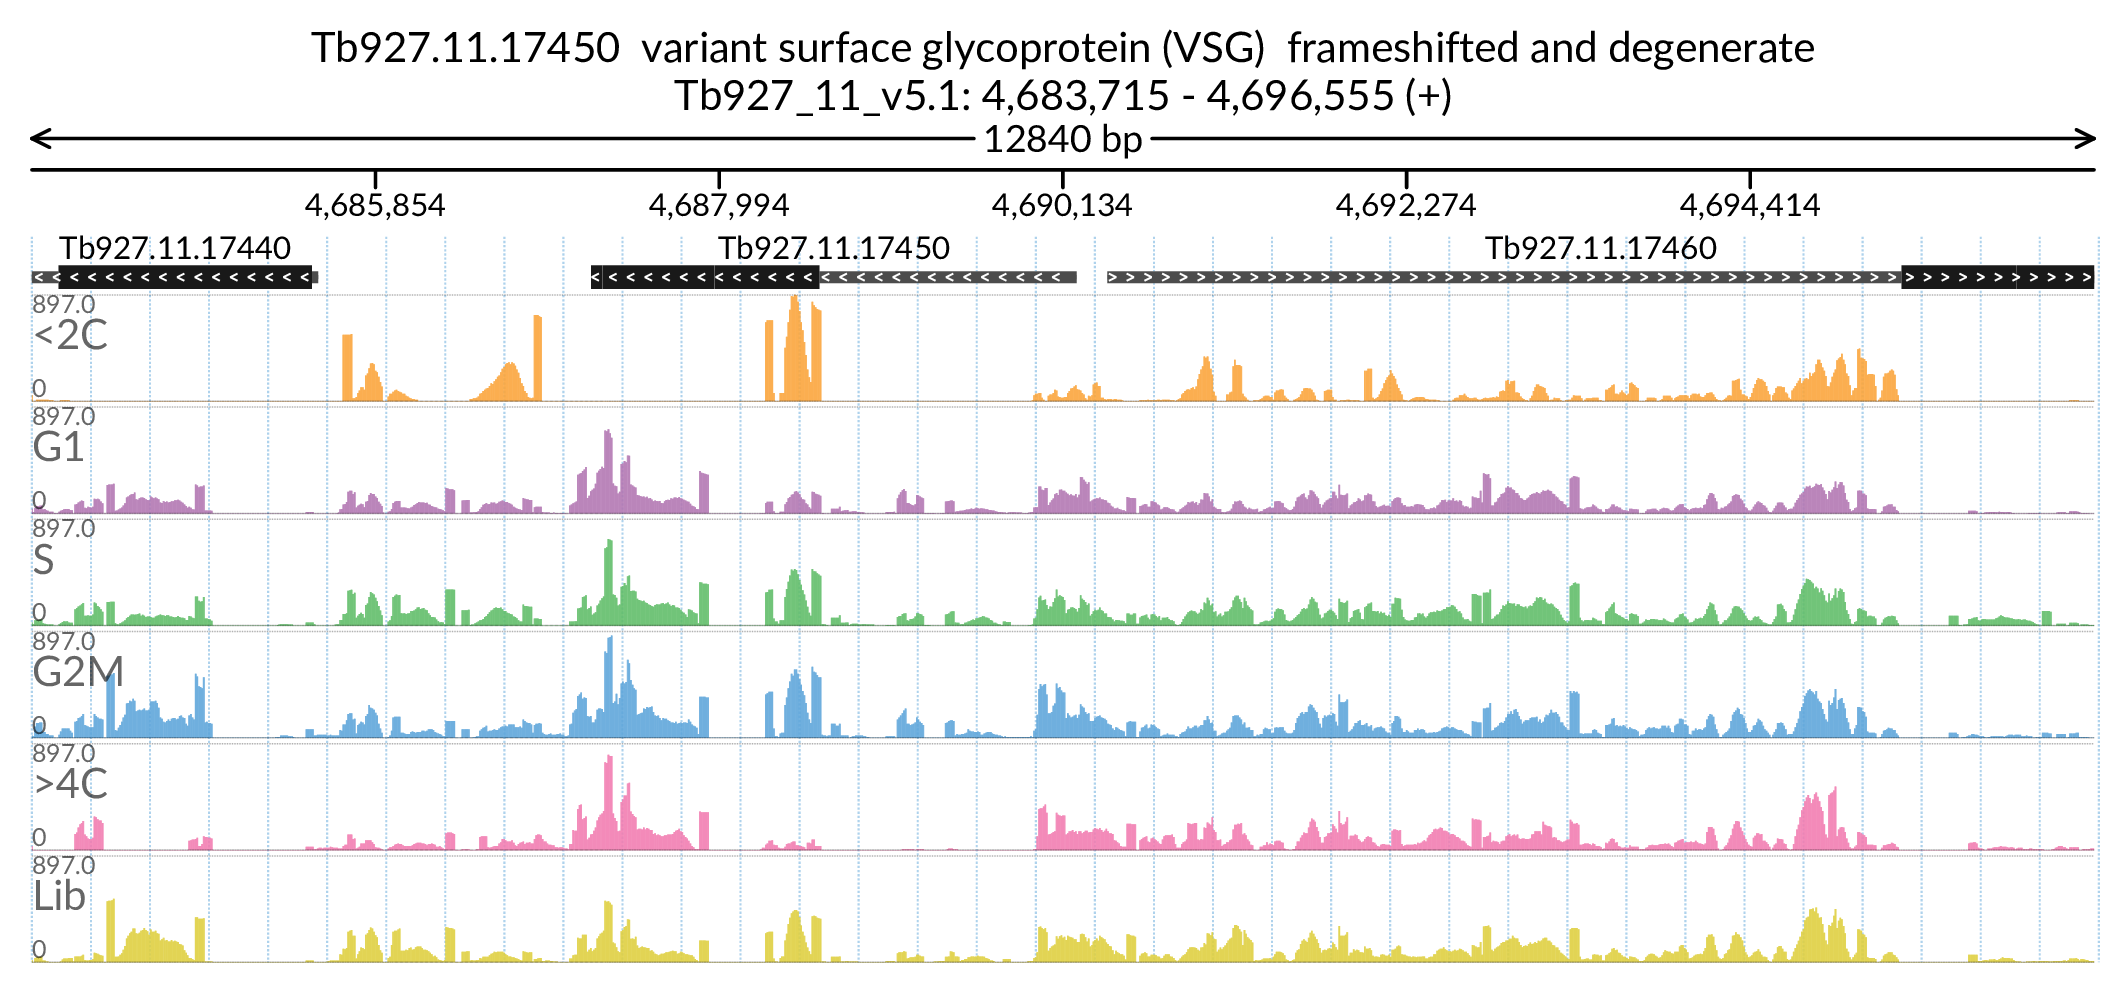 Tb927.11.17450  variant surface glycoprotein (VSG)  frameshifted and degenerate
Tb927_11_v5.1: 4,683,715 - 4,696,555 (+)
12840 bp
4,685,854 4,687,994 4,690,134 4,692,274 4,694,414
Tb927.11.17440 Tb927.11.17450 Tb927.11.17460
897.0
<2C
0
897.0
G1
0
897.0
S
0
897.0
G2M
0
897.0
>4C
0
897.0
Lib
0